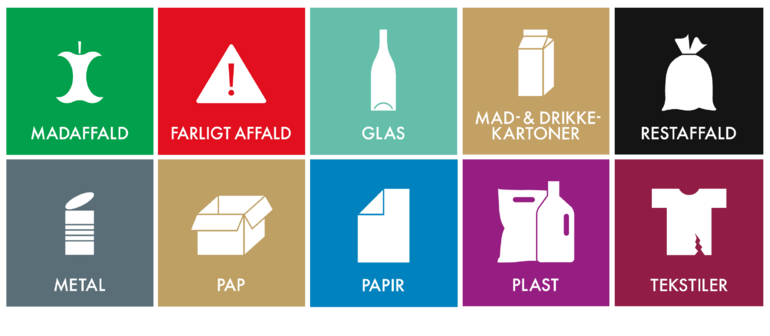 MADAFFALD
FARLIGT AFFALD
GLAS
MAD- & DRIKKE-
KARTONER
RESTAFFALD
METAL
PAP
PAPIR
PLAST
TEKSTILER